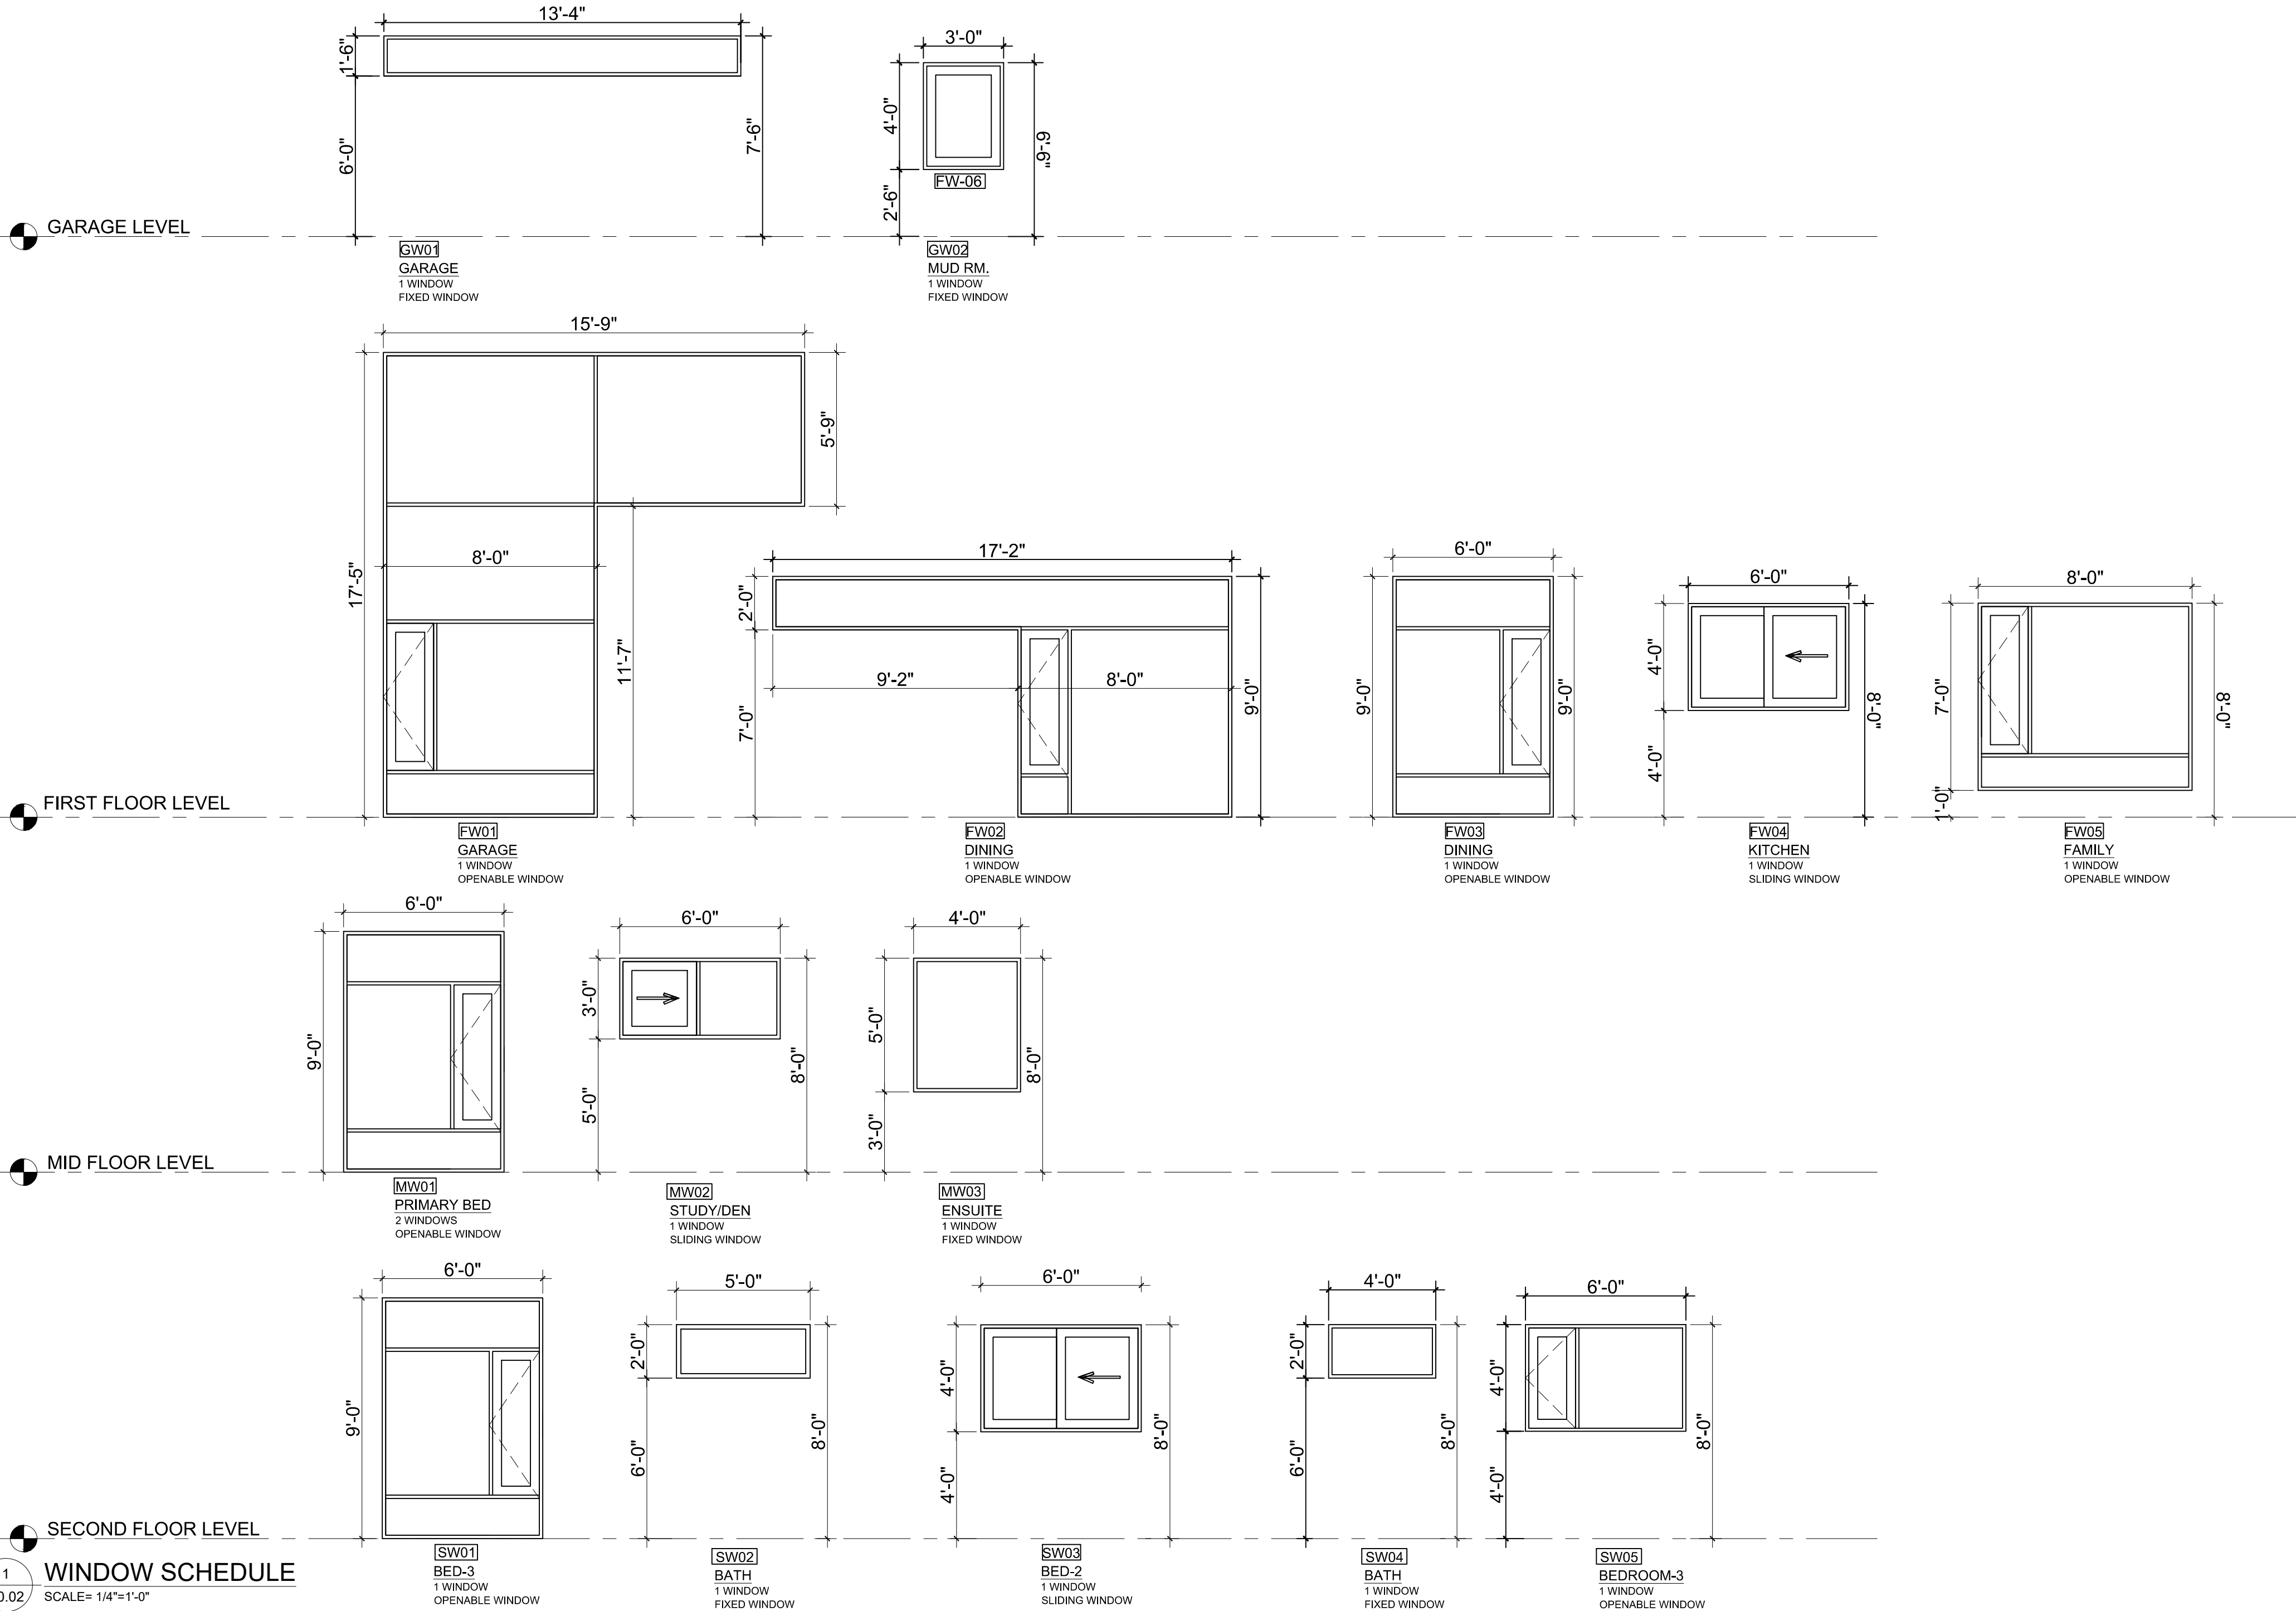 13'-4"
1'-6"
6'-0"
7'-6"
3'-0"
4'-0"
2'-6"
6'-6"
FW-06
GARAGE LEVEL
GW01
GARAGE
1 WINDOW
FIXED WINDOW
GW02
MUD RM.
1 WINDOW
FIXED WINDOW
15'-9"
5'-9"
17'-5"
8'-0"
11'-7"
17'-2"
2'-0"
9'-2"
8'-0"
7'-0"
9'-0"
6'-0"
9'-0"
9'-0"
6'-0"
4'-0"
4'-0"
8'-0"
8'-0"
7'-0"
1'-0"
8'-0"
FIRST FLOOR LEVEL
FW01
GARAGE
1 WINDOW
OPENABLE WINDOW
FW02
DINING
1 WINDOW
OPENABLE WINDOW
FW03
DINING
1 WINDOW
OPENABLE WINDOW
FW04
KITCHEN
1 WINDOW
SLIDING WINDOW
FW05
FAMILY
1 WINDOW
OPENABLE WINDOW
6'-0"
9'-0"
6'-0"
3'-0"
5'-0"
8'-0"
4'-0"
5'-0"
3'-0"
8'-0"
MID FLOOR LEVEL
MW01
PRIMARY BED
2 WINDOWS
OPENABLE WINDOW
MW02
STUDY/DEN
1 WINDOW
SLIDING WINDOW
MW03
ENSUITE
1 WINDOW
FIXED WINDOW
6'-0"
9'-0"
5'-0"
2'-0"
6'-0"
8'-0"
6'-0"
4'-0"
4'-0"
8'-0"
4'-0"
2'-0"
6'-0"
8'-0"
6'-0"
4'-0"
4'-0"
8'-0"
SECOND FLOOR LEVEL
SW01
BED-3
1 WINDOW
OPENABLE WINDOW
SW02
BATH
1 WINDOW
FIXED WINDOW
SW03
BED-2
1 WINDOW
SLIDING WINDOW
SW04
BATH
1 WINDOW
FIXED WINDOW
SW05
BEDROOM-3
1 WINDOW
OPENABLE WINDOW
1
WINDOW SCHEDULE
SCALE= 1/4"=1'-0"